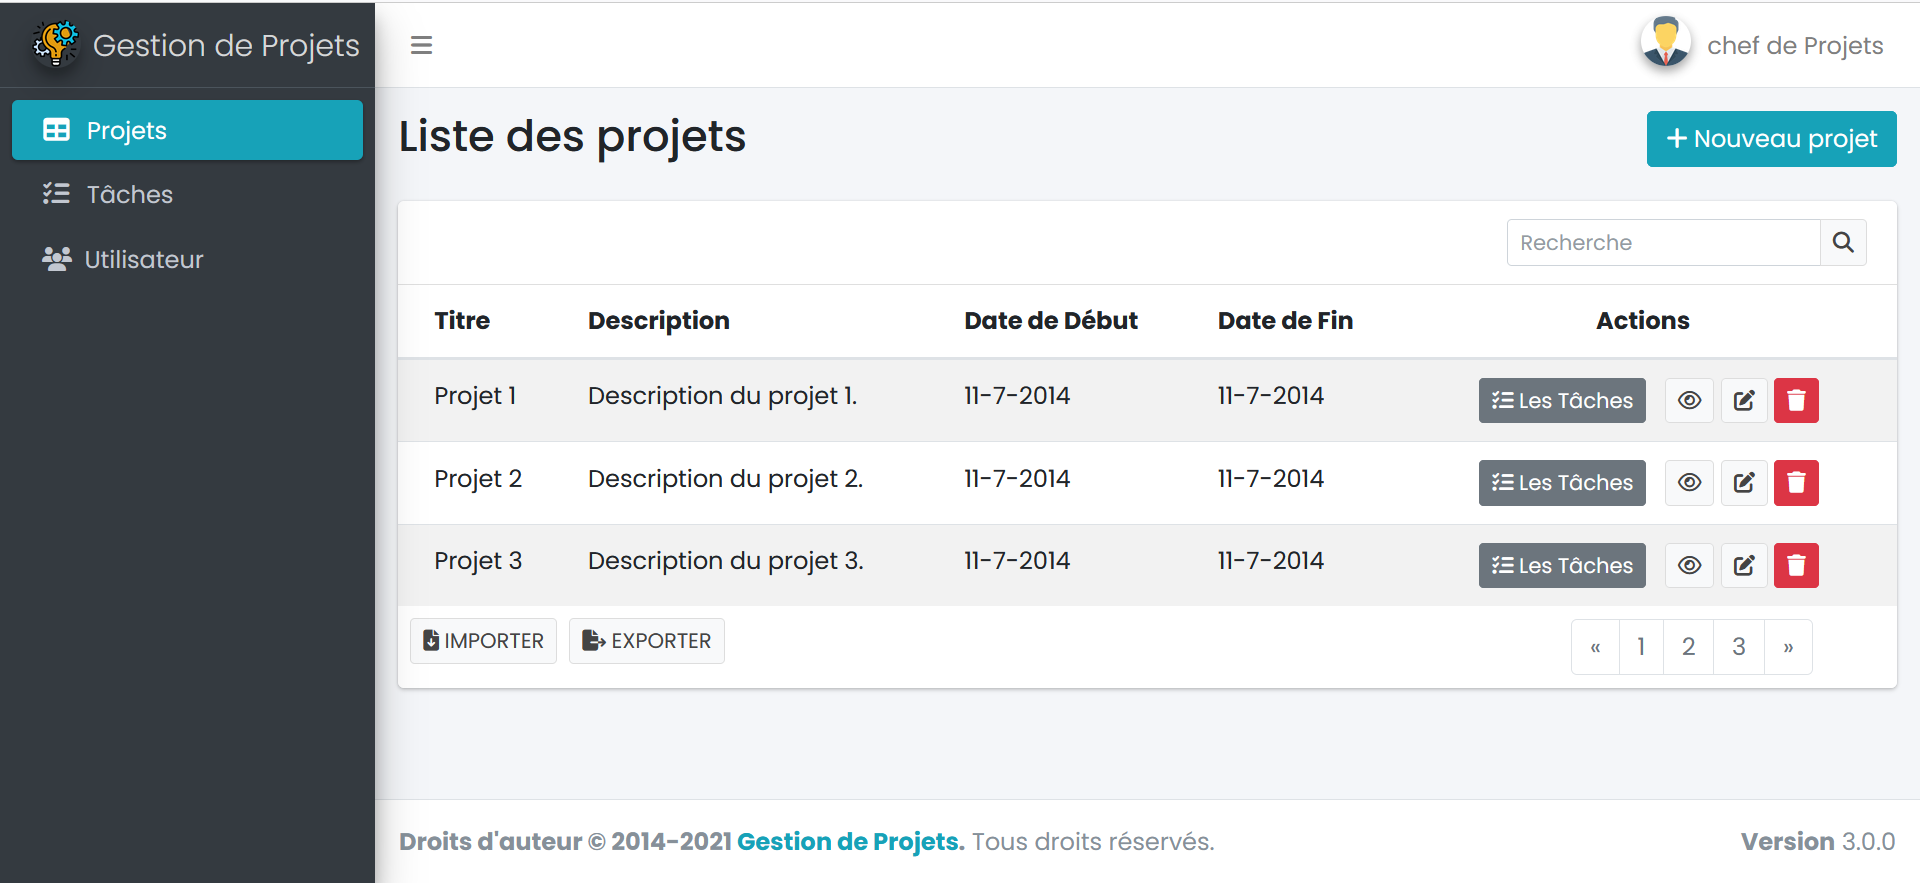 Gestion de Projets
chef de Projets
Projets
Tâches
Utilisateur
Liste des projets
+ Nouveau projet
Recherche
Titre Description Date de Début Date de Fin Actions
Projet 1 Description du projet 1. 11-7-2014 11-7-2014 Les Tâches
Projet 2 Description du projet 2. 11-7-2014 11-7-2014 Les Tâches
Projet 3 Description du projet 3. 11-7-2014 11-7-2014 Les Tâches
IMPORTER EXPORTER « 1 2 3 »
Droits d'auteur © 2014-2021 Gestion de Projets. Tous droits réservés. Version 3.0.0